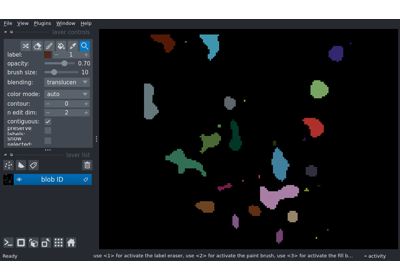 File View Plugins Window Help
layer controls
label: 1
opacity: 0.70
brush size: 10
blending: translucen
color mode: auto
contour: 0
n edit dim: 2
contiguous:
preserve
labels:
show
selected:
layer list
blob ID
Ready use <1> for activate the label eraser, use <2> for activate the paint brush, use <3> for activate the fill b... activity